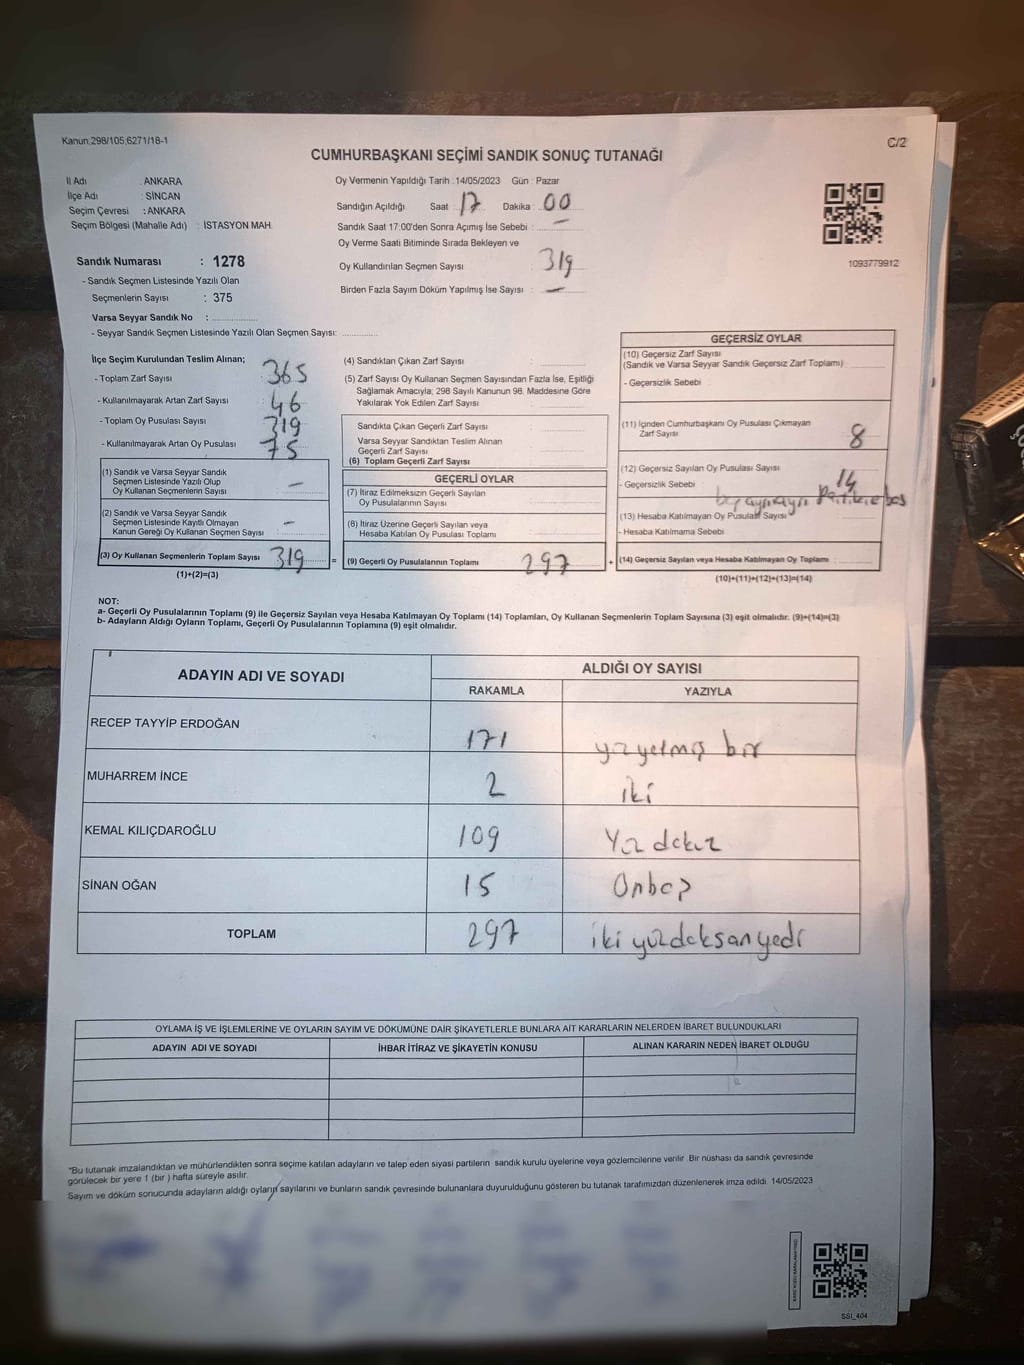 Kanun.298/105,6271/18-1
C/2
CUMHURBAŞKANI SEÇİMİ SANDIK SONUÇ TUTANAĞI
İl Adı : ANKARA
İlçe Adı : SİNCAN
Seçim Çevresi : ANKARA
Seçim Bölgesi (Mahalle Adı) : İSTASYON MAH.
Oy Vermenin Yapıldığı Tarih :14/05/2023 Gün : Pazar
Sandığın Açıldığı Saat : 17 Dakika : 00
Sandık Saat 17:00'den Sonra Açımış İse Sebebi : —
Oy Verme Saati Bitiminde Sırada Bekleyen ve
Oy Kullandırılan Seçmen Sayısı : 319
Birden Fazla Sayım Döküm Yapılmış İse Sayısı : —
1093779912
Sandık Numarası : 1278
- Sandık Seçmen Listesinde Yazılı Olan
Seçmenlerin Sayısı : 375
Varsa Seyyar Sandık No :
- Seyyar Sandık Seçmen Listesinde Yazılı Olan Seçmen Sayısı:
İlçe Seçim Kurulundan Teslim Alınan;
- Toplam Zarf Sayısı : 365
- Kullanılmayarak Artan Zarf Sayısı : 46
- Toplam Oy Pusulası Sayısı : 319
- Kullanılmayarak Artan Oy Pusulası : 75
(1) Sandık ve Varsa Seyyar Sandık
Seçmen Listesinde Yazılı Olup
Oy Kullanan Seçmenlerin Sayısı : —
(2) Sandık ve Varsa Seyyar Sandık
Seçmen Listesinde Kayıtlı Olmayan
Kanun Gereği Oy Kullanan Seçmen Sayısı : —
(3) Oy Kullanan Seçmenlerin Toplam Sayısı : 319
(1)+(2)=(3)
(4) Sandıktan Çıkan Zarf Sayısı :
(5) Zarf Sayısı Oy Kullanan Seçmen Sayısından Fazla İse, Eşitliği
Sağlamak Amacıyla; 298 Sayılı Kanunun 98. Maddesine Göre
Yakılarak Yok Edilen Zarf Sayısı :
Sandıkta Çıkan Geçerli Zarf Sayısı :
Varsa Seyyar Sandıktan Teslim Alınan
Geçerli Zarf Sayısı :
(6) Toplam Geçerli Zarf Sayısı
GEÇERLİ OYLAR
(7) İtiraz Edilmeksizin Geçerli Sayılan
Oy Pusulalarının Sayısı :
(8) İtiraz Üzerine Geçerli Sayılan veya
Hesaba Katılan Oy Pusulası Toplamı :
= (9) Geçerli Oy Pusulalarının Toplamı : 297 +
GEÇERSİZ OYLAR
(10) Geçersiz Zarf Sayısı
(Sandık ve Varsa Seyyar Sandık Geçersiz Zarf Toplamı)
- Geçersizlik Sebebi
(11) İçinden Cumhurbaşkanı Oy Pusulası Çıkmayan
Zarf Sayısı : 8
(12) Geçersiz Sayılan Oy Pusulası Sayısı : 14
- Geçersizlik Sebebi :
(13) Hesaba Katılmayan Oy Pusulası Sayısı
- Hesaba Katılmama Sebebi
(14) Geçersiz Sayılan veya Hesaba Katılmayan Oy Toplamı :
(10)+(11)+(12)+(13)=(14)
NOT:
a- Geçerli Oy Pusulalarının Toplamı (9) ile Geçersiz Sayılan veya Hesaba Katılmayan Oy Toplamı (14) Toplamları, Oy Kullanan Seçmenlerin Toplam Sayısına (3) eşit olmalıdır. (9)+(14)=(3)
b- Adayların Aldığı Oyların Toplamı, Geçerli Oy Pusulalarının Toplamına (9) eşit olmalıdır.
ADAYIN ADI VE SOYADI
ALDIĞI OY SAYISI
RAKAMLA YAZIYLA
RECEP TAYYİP ERDOĞAN 171 yüzyetmiş bir
MUHARREM İNCE 2 iki
KEMAL KILIÇDAROĞLU 109 Yüz dokuz
SİNAN OĞAN 15 Onbeş
TOPLAM 297 iki yüzdoksanyedi
OYLAMA İŞ VE İŞLEMLERİNE VE OYLARIN SAYIM VE DÖKÜMÜNE DAİR ŞİKAYETLERLE BUNLARA AİT KARARLARIN NELERDEN İBARET BULUNDUKLARI
ADAYIN ADI VE SOYADI İHBAR İTİRAZ VE ŞİKAYETİN KONUSU ALINAN KARARIN NEDEN İBARET OLDUĞU
"Bu tutanak imzalandıktan ve mühürlendikten sonra seçime katılan adayların ve talep eden siyasi partilerin sandık kurulu üyelerine veya gözlemcilerine verilir. Bir nüshası da sandık çevresinde
görülecek bir yere 1 (bir) hafta süreyle asılır.
Sayım ve döküm sonucunda adayların aldığı oyların sayılarını ve bunların sandık çevresinde bulunanlara duyurulduğunu gösteren bu tutanak tarafımızdan düzenlenerek imza edildi. 14/05/2023
SSİ_404